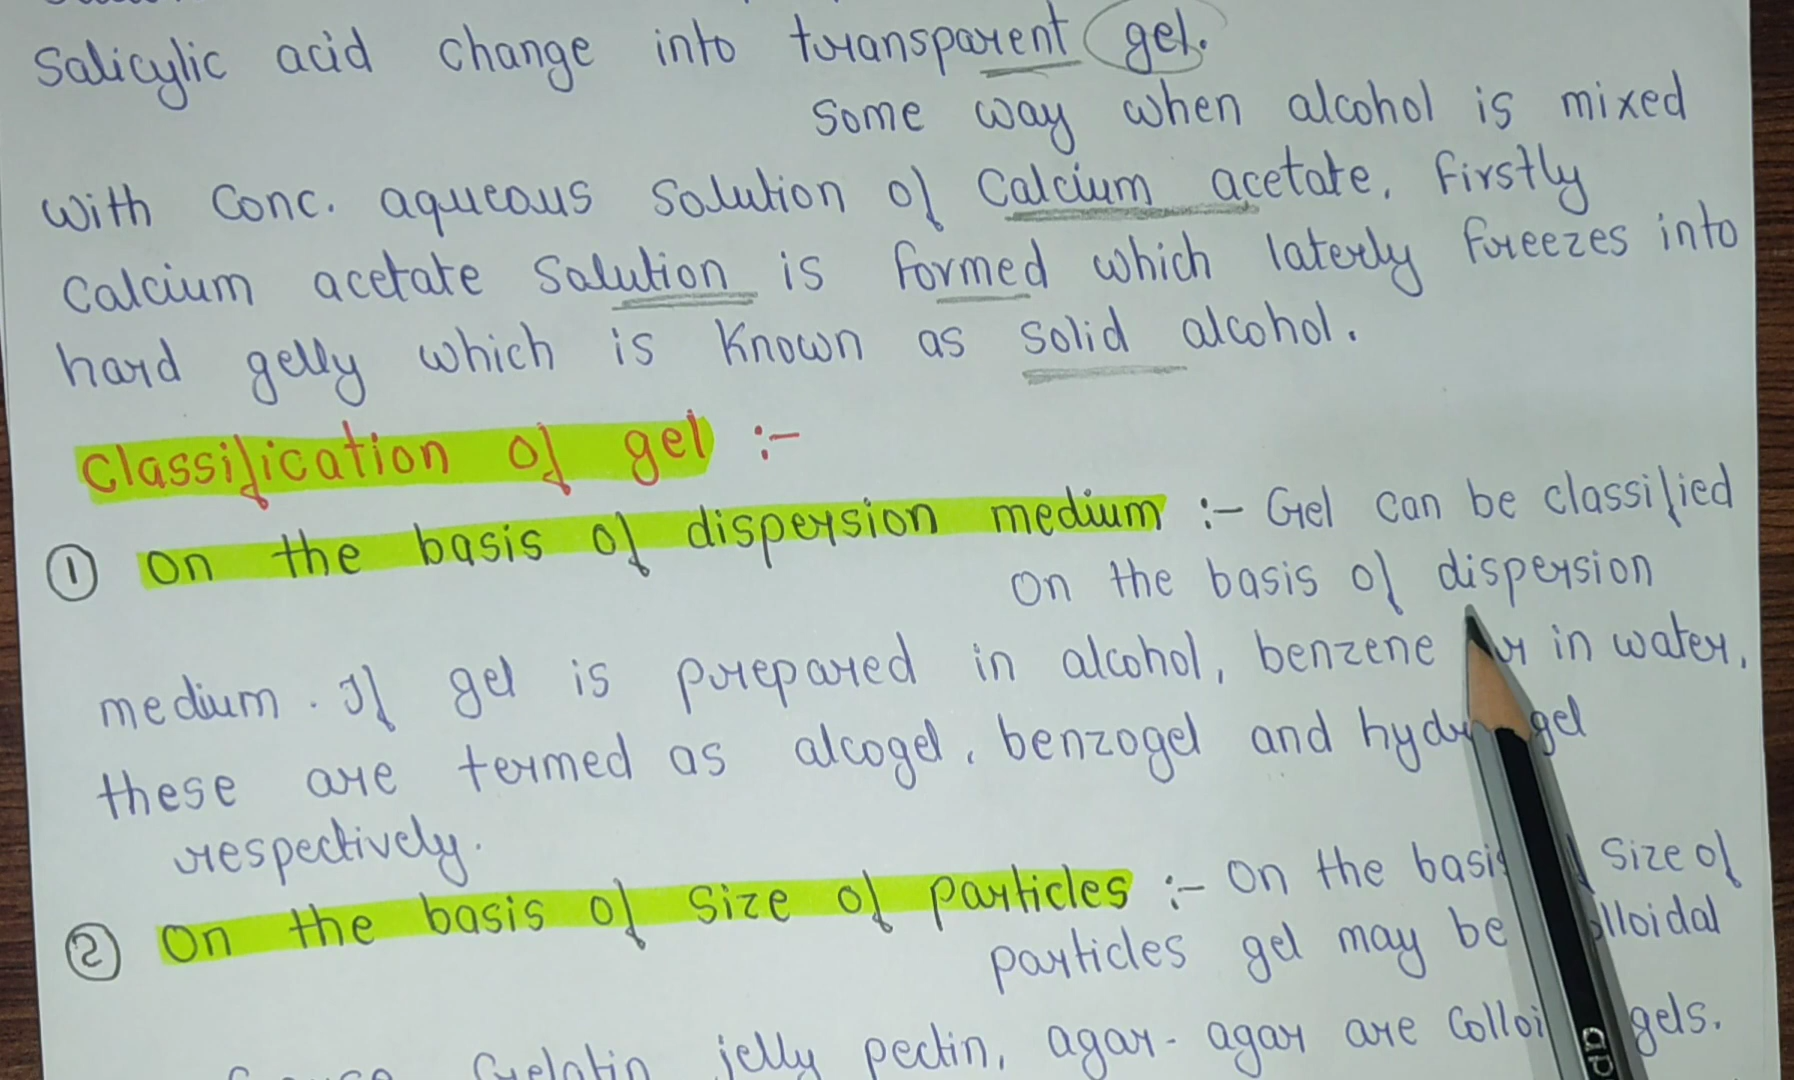 Salicylic acid change into transparent gel.
Some way when alcohol is mixed
with Conc. aqueous Solution of Calcium acetate. Firstly
Calcium acetate Solution is formed which laterly freezes into
hard gelly which is Known as Solid alcohol.
Classification of gel :-
① On the basis of dispersion medium :- Gel can be classified
On the basis of dispersion
medium. If gel is prepared in alcohol, benzene or in water,
these are termed as alcogel, benzogel and hydrogel
respectively.
② On the basis of Size of particles :- On the basis Size of
particles gel may be
Gelatin jelly pectin, agar-agar are gels.